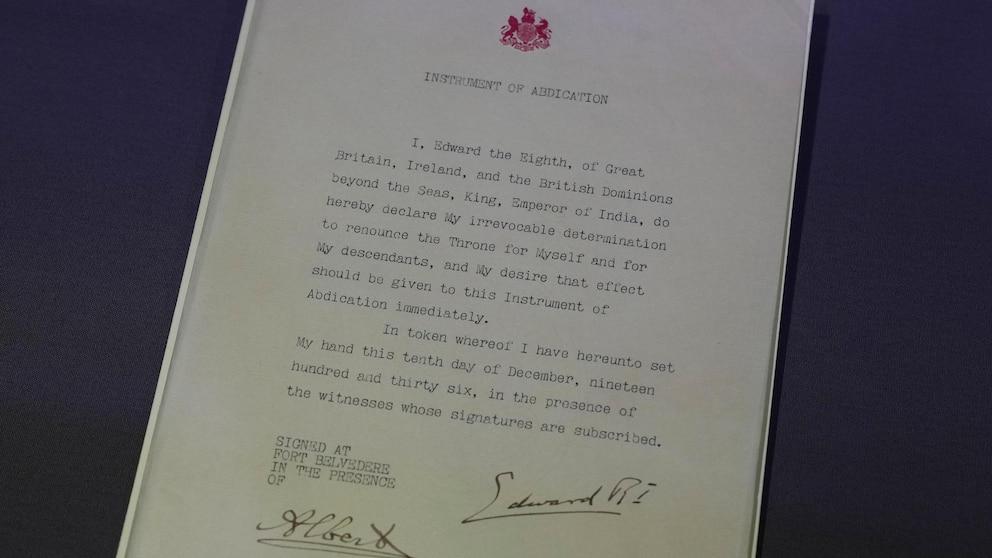 INSTRUMENT OF ABDICATION
I, Edward the Eighth, of Great
Britain, Ireland, and the British Dominions
beyond the Seas, King, Emperor of India, do
hereby declare My irrevocable determination
to renounce the Throne for Myself and for
My descendants, and My desire that effect
should be given to this Instrument of
Abdication immediately.
In token whereof I have hereunto set
My hand this tenth day of December, nineteen
hundred and thirty six, in the presence of
the witnesses whose signatures are subscribed.
SIGNED AT
FORT BELVEDERE
IN THE PRESENCE
OF
Edward RI
Albert